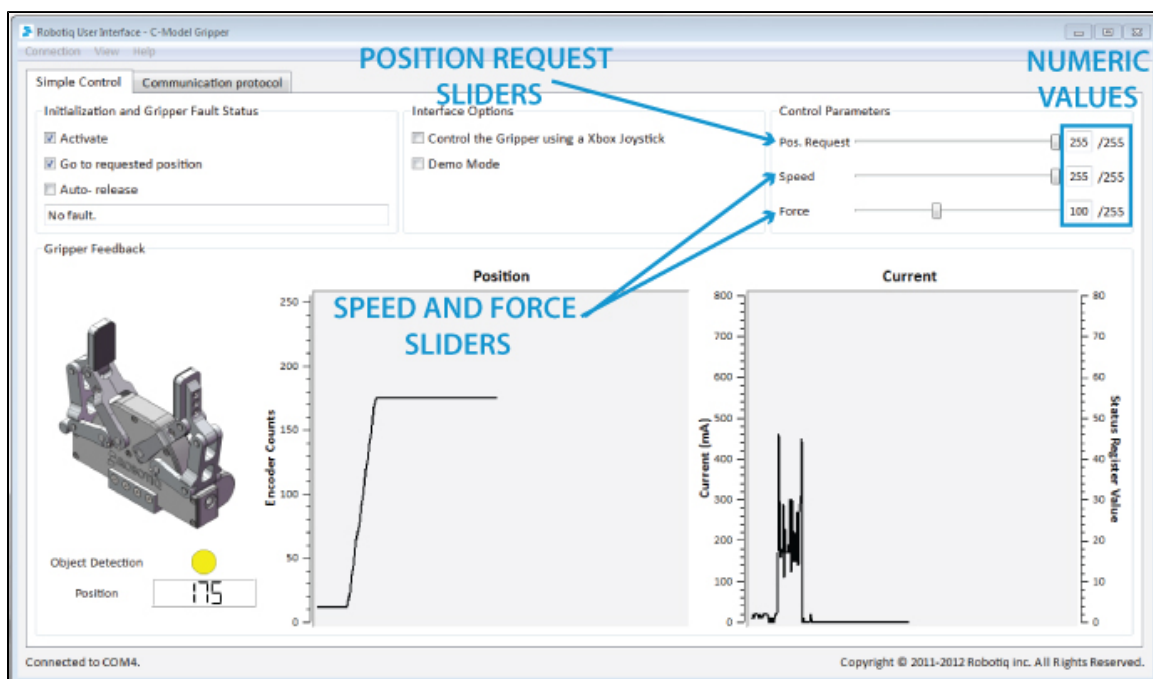 Robotiq User Interface - C-Model Gripper
Connection View Help
POSITION REQUEST
SLIDERS
NUMERIC
VALUES
Simple Control
Communication protocol
Initialization and Gripper Fault Status
Activate
Go to requested position
Auto- release
No fault.
Interface Options
Control the Gripper using a Xbox Joystick
Demo Mode
Control Parameters
Pos. Request 255 /255
Speed 255 /255
Force 100 /255
Gripper Feedback
ROBOTIQ
Object Detection
Position 175
Position
Encoder Counts
250
200
150
100
50
0
SPEED AND FORCE
SLIDERS
Current
Current (mA)
800
700
600
500
400
300
200
100
0
80
70
60
50
40
30
20
10
0
Status Register Value
Connected to COM4.
Copyright © 2011-2012 Robotiq inc. All Rights Reserved.